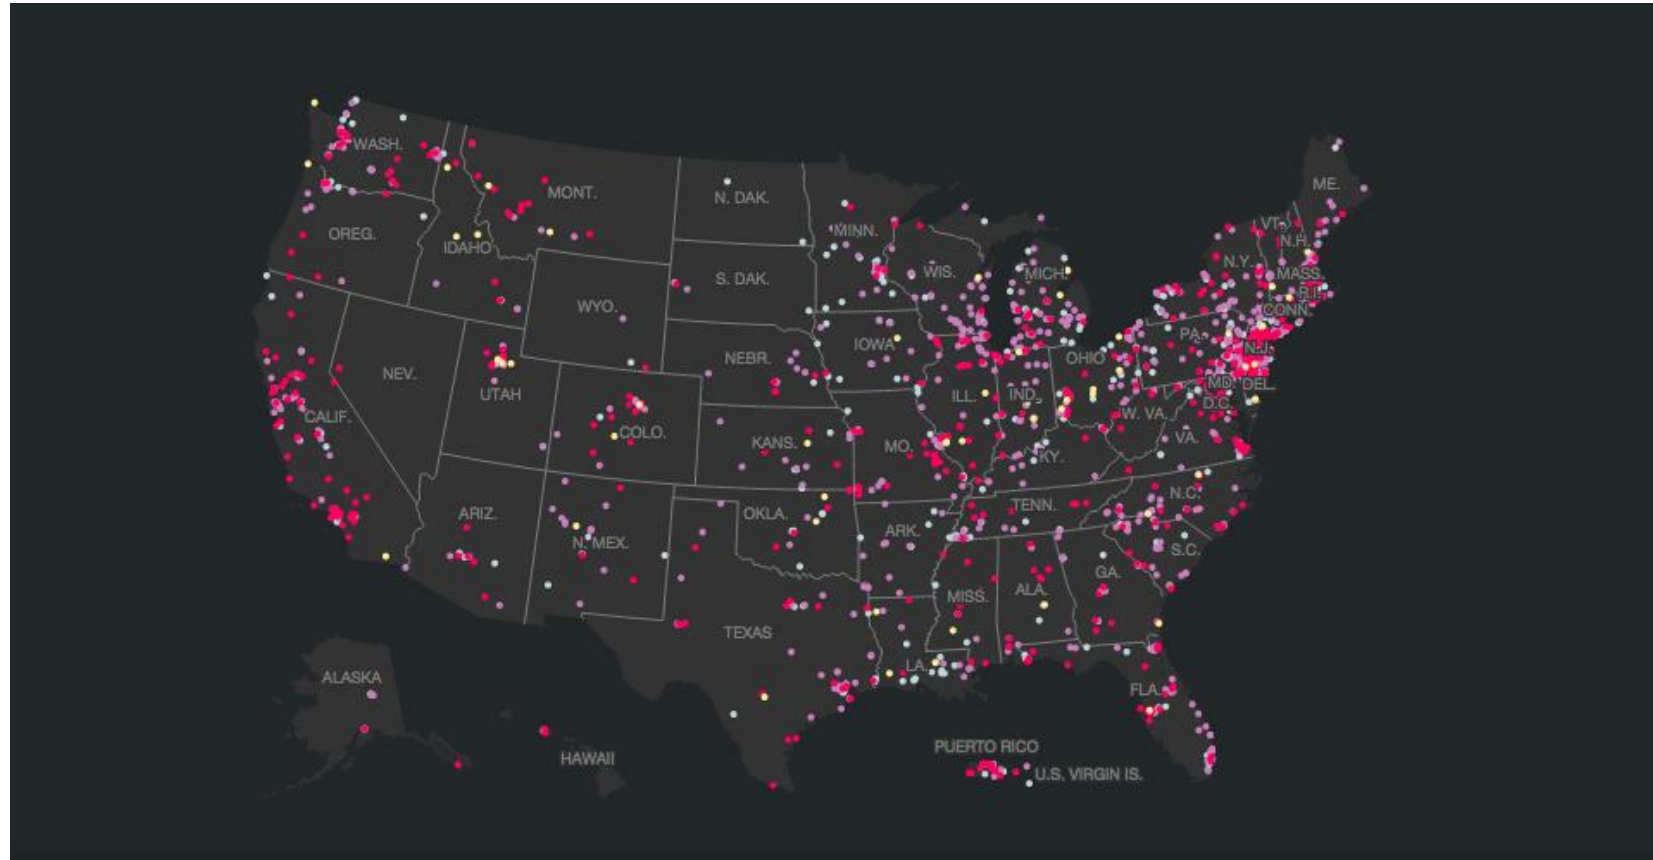 WASH.
ME.
MONT.
N. DAK.
VT.
MINN.
OREG.
N.H.
IDAHO
N.Y.
WIS.
MICH.
MASS.
S. DAK.
R.I.
WYO.
CONN.
PA.
IOWA
N.J.
NEBR.
OHIO
NEV.
MD.
DEL.
UTAH
ILL.
IND.
D.C.
CALIF.
W. VA.
COLO.
VA.
KANS.
MO.
KY.
N.C.
TENN.
ARIZ.
OKLA.
ARK.
N. MEX.
S.C.
GA.
ALA.
MISS.
TEXAS
LA.
ALASKA
FLA.
PUERTO RICO
HAWAII
U.S. VIRGIN IS.